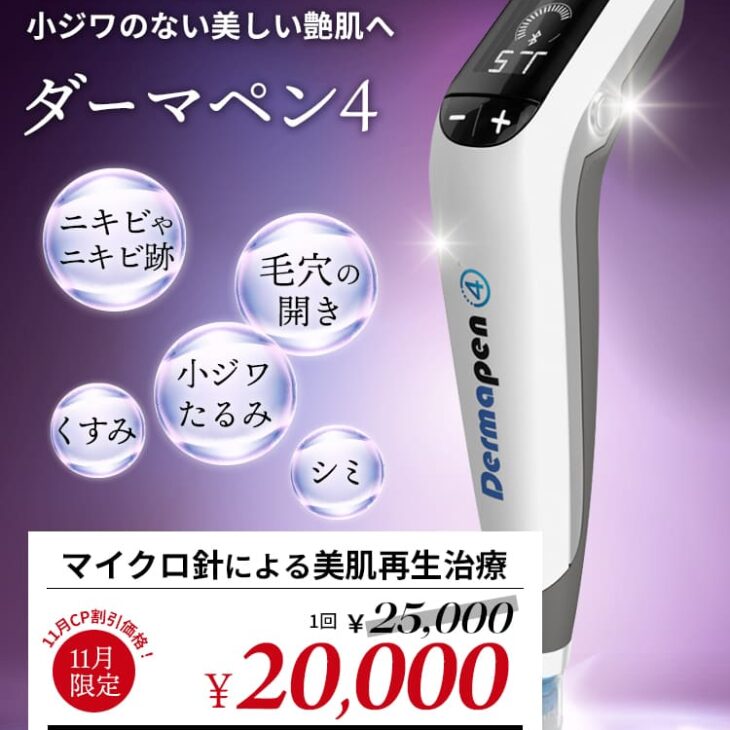 小ジワのない美しい艶肌へ
ダーマペン4
ST
- +
ニキビや
ニキビ跡
毛穴の
開き
小ジワ
たるみ
くすみ
シミ
Dermapen 4
マイクロ針による美肌再生治療
11月CP割引価格!
11月
限定
1回 ¥25,000
¥20,000